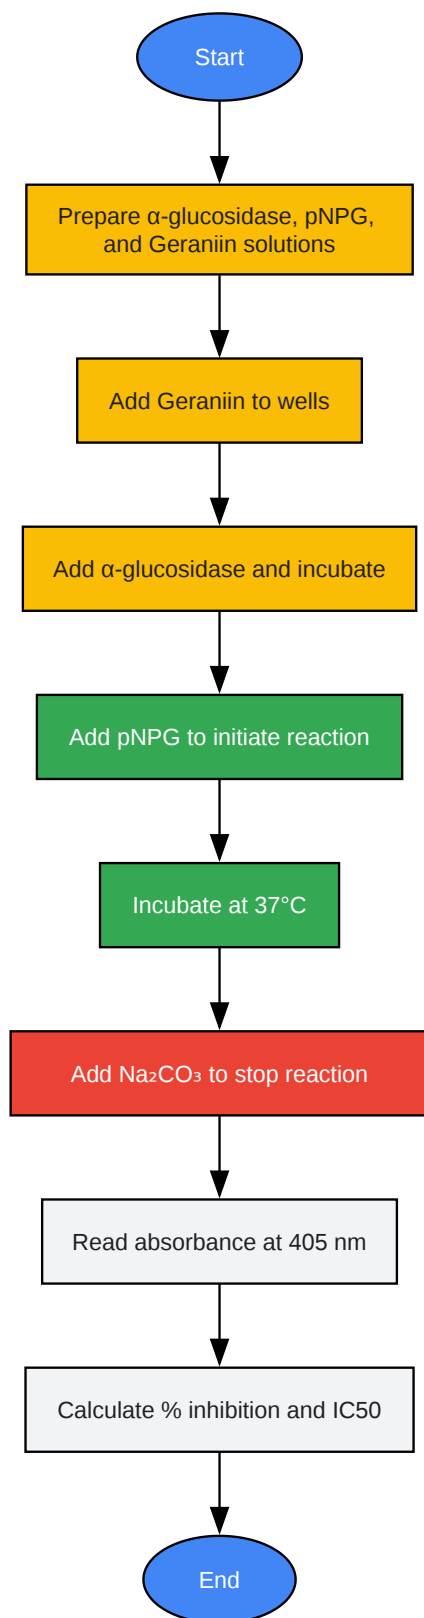 Start
Prepare α-glucosidase, pNPG,
and Geraniin solutions
Add Geraniin to wells
Add α-glucosidase and incubate
Add pNPG to initiate reaction
Incubate at 37°C
Add Na₂CO₃ to stop reaction
Read absorbance at 405 nm
Calculate % inhibition and IC50
End